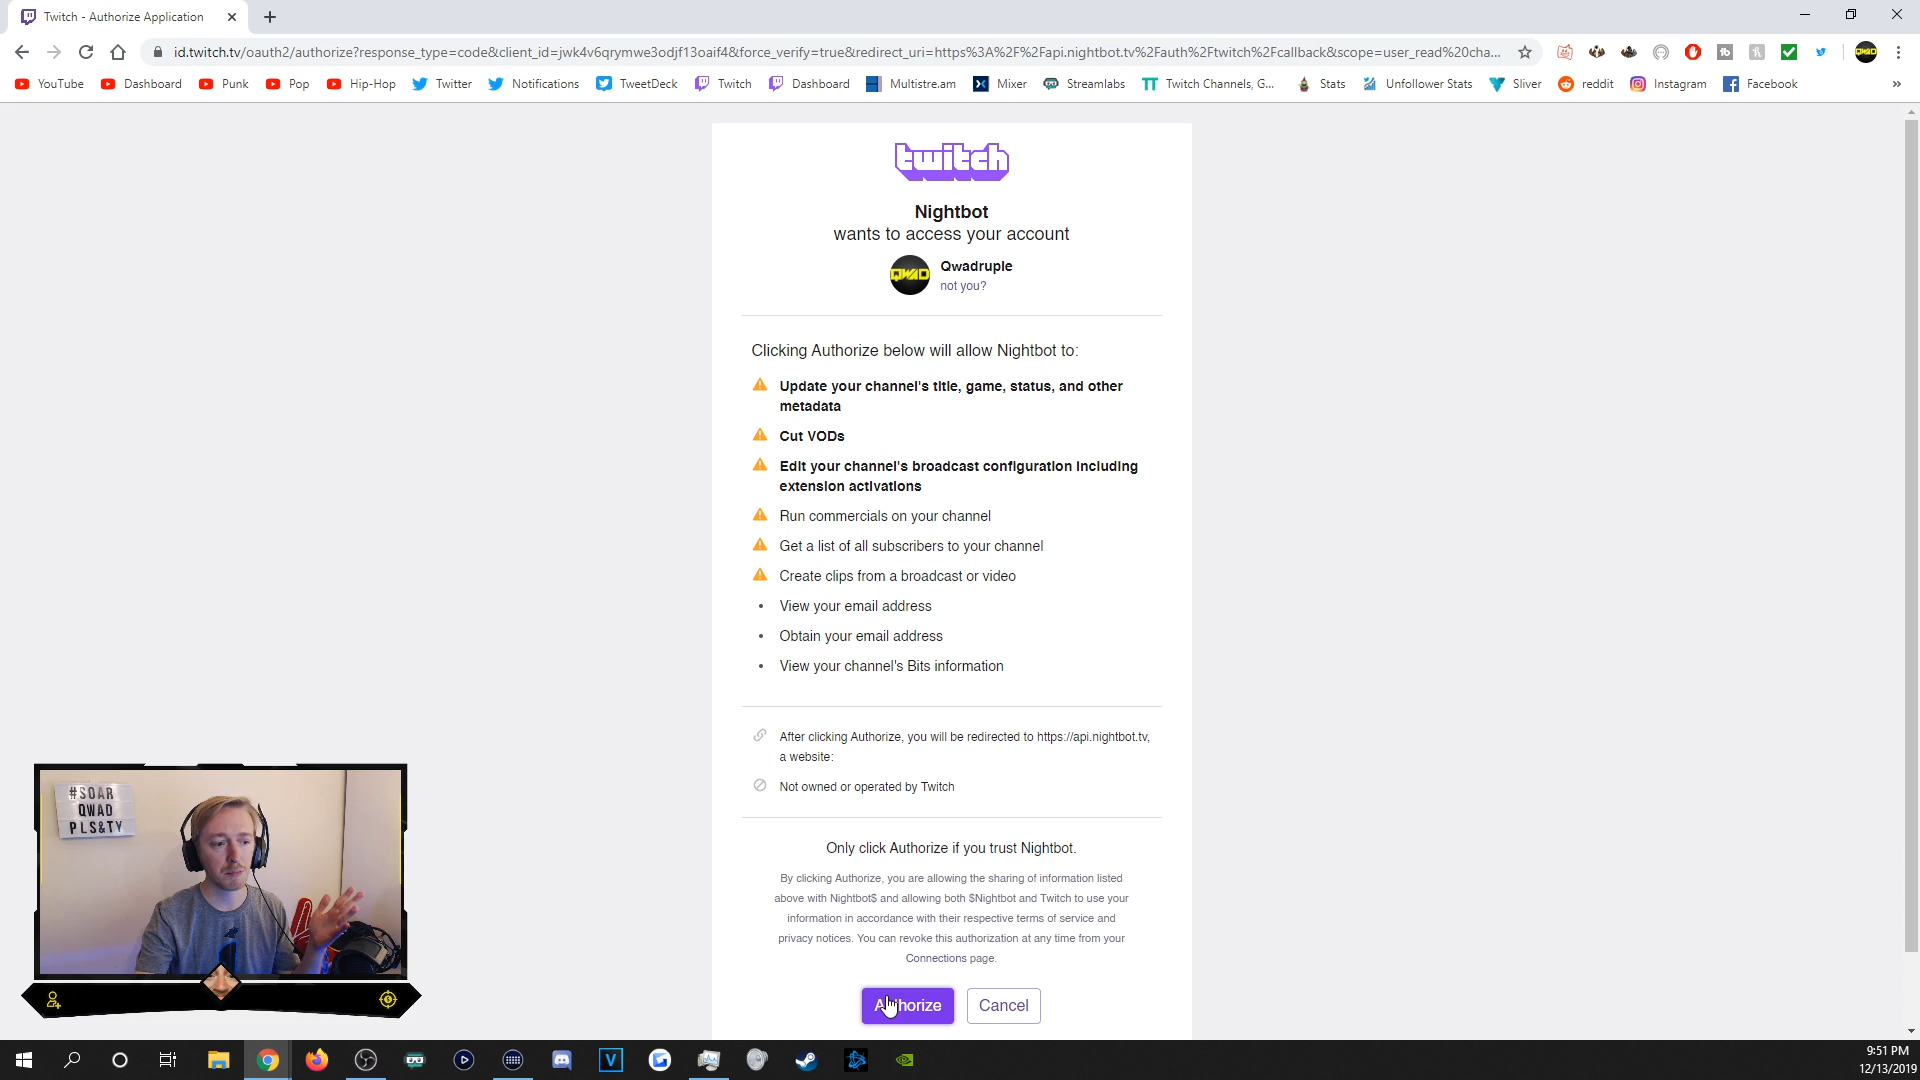 Twitch - Authorize Application
id.twitch.tv/oauth2/authorize?response_type=code&client_id=jwk4v6qrymwe3odjf13oaif4&force_verify=true&redirect_uri=https%3A%2F%2Fapi.nightbot.tv%2Fauth%2Ftwitch%2Fcallback&scope=user_read%20cha...
YouTube Dashboard Punk Pop Hip-Hop Twitter Notifications TweetDeck Twitch Dashboard Multistre.am Mixer Streamlabs Twitch Channels, G... Stats Unfollower Stats Sliver reddit Instagram Facebook »
twitch
Nightbot
wants to access your account
QWAD
Qwadruple
not you?
Clicking Authorize below will allow Nightbot to:
Update your channel's title, game, status, and other
metadata
Cut VODs
Edit your channel's broadcast configuration including
extension activations
Run commercials on your channel
Get a list of all subscribers to your channel
Create clips from a broadcast or video
• View your email address
• Obtain your email address
• View your channel's Bits information
After clicking Authorize, you will be redirected to https://api.nightbot.tv,
a website:
Not owned or operated by Twitch
Only click Authorize if you trust Nightbot.
By clicking Authorize, you are allowing the sharing of information listed
above with Nightbot$ and allowing both $Nightbot and Twitch to use your
information in accordance with their respective terms of service and
privacy notices. You can revoke this authorization at any time from your
Connections page.
Authorize Cancel
#SOAR
QWAD
PLS&TY
9:51 PM
12/13/2019